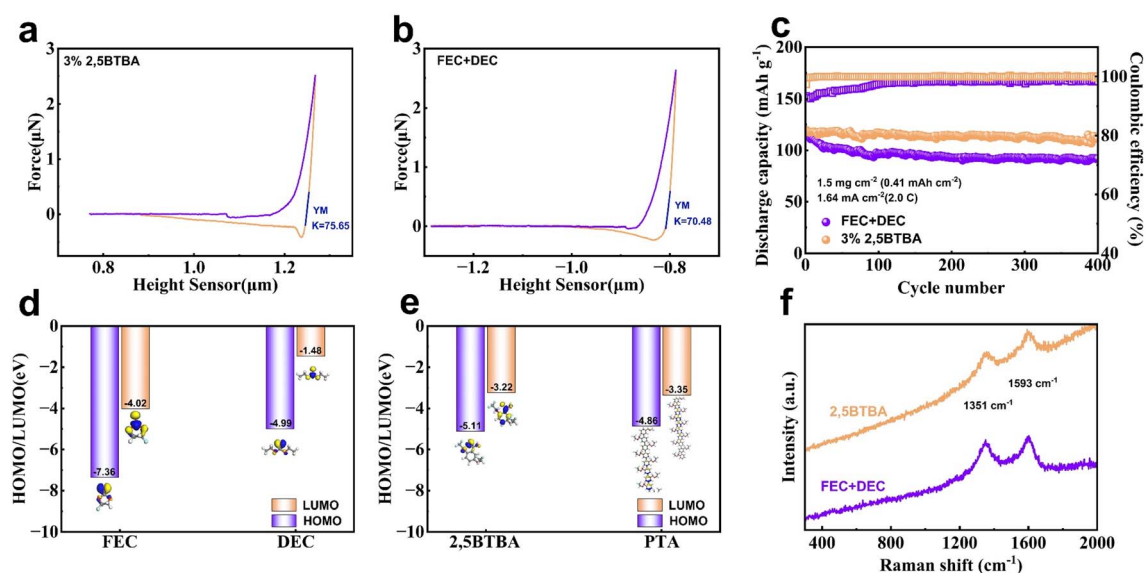 a
3% 2,5BTBA
Force(μN)
3
2
1
0
YM
K=75.65
0.8
1.0
1.2
Height Sensor(μm)
b
FEC+DEC
Force(μN)
3
2
1
0
YM
K=70.48
−1.2
−1.0
−0.8
Height Sensor(μm)
c
Discharge capacity (mAh g⁻¹)
200
150
100
50
0
1.5 mg cm⁻² (0.41 mAh cm⁻²)
1.64 mA cm⁻²(2.0 C)
FEC+DEC
3% 2,5BTBA
100
80
60
40
Coulombic efficiency (%)
0
100
200
300
400
Cycle number
d
HOMO/LUMO(eV)
0
−2
−4
−6
−8
−10
-7.36
-4.02
-4.99
-1.48
LUMO
HOMO
FEC
DEC
e
HOMO/LUMO(eV)
0
−2
−4
−6
−8
−10
-5.11
-3.22
-4.86
-3.35
LUMO
HOMO
2,5BTBA
PTA
f
Intensity (a.u.)
1593 cm⁻¹
1351 cm⁻¹
2,5BTBA
FEC+DEC
400
800
1200
1600
2000
Raman shift (cm⁻¹)